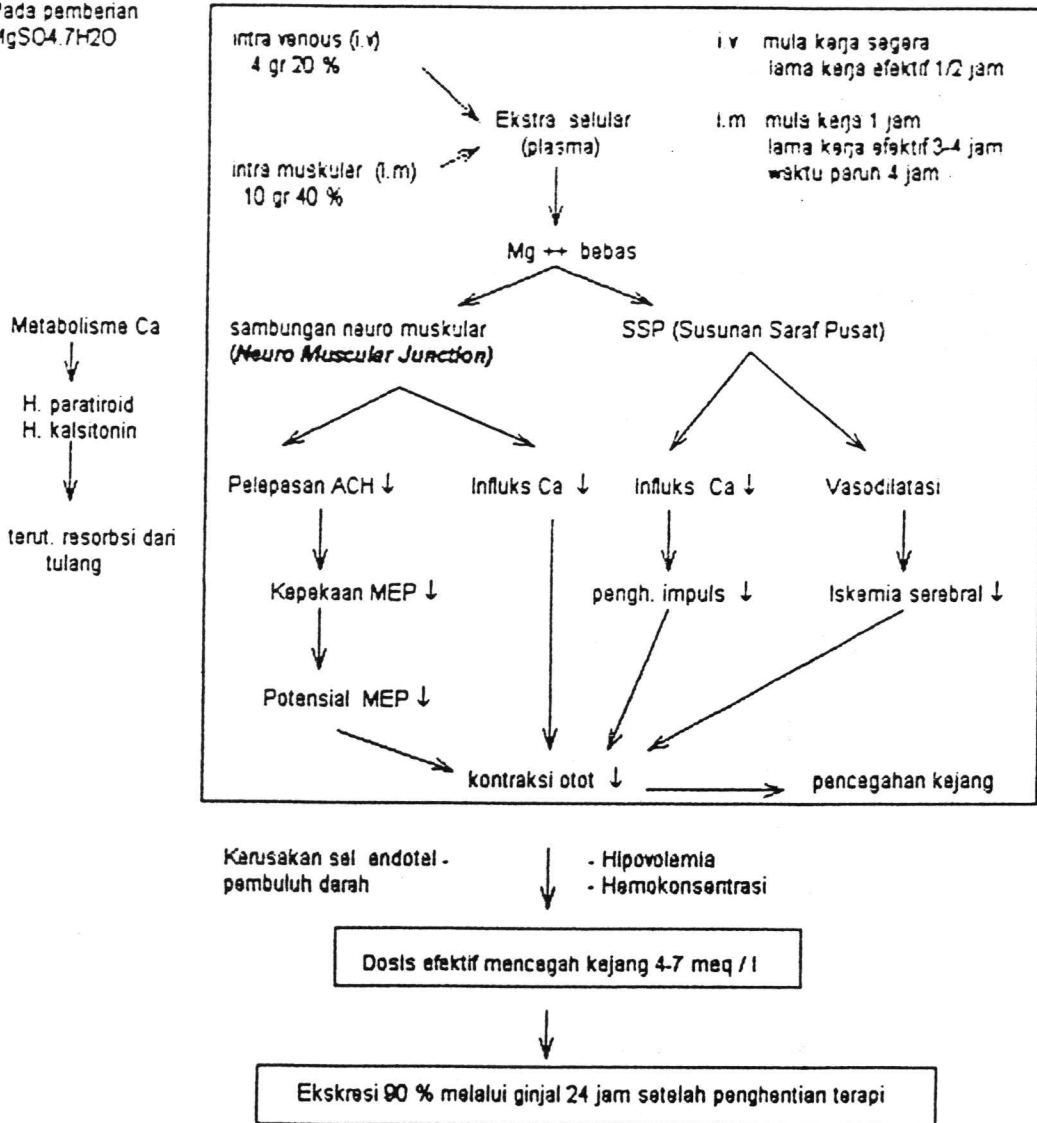 Pada pemberian
MgSO4.7H2O
intra venous (i.v)
4 gr 20 %
i.v mula kerja segera
lama kerja efektif 1/2 jam
Ekstra selular
(plasma)
i.m mula kerja 1 jam
lama kerja efektif 3-4 jam
waktu paruh 4 jam
intra muskular (i.m)
10 gr 40 %
Mg ++ bebas
Metabolisme Ca
sambungan neuro muskular
(Neuro Muscular Junction)
SSP (Susunan Saraf Pusat)
H. paratiroid
H. kalsitonin
Pelepasan ACH ↓
Influks Ca ↓
Influks Ca ↓
Vasodilatasi
terut. resorbsi dari
tulang
Kepekaan MEP ↓
pengh. impuls ↓
Iskemia serebral ↓
Potensial MEP ↓
kontraksi otot ↓
pencegahan kejang
Kerusakan sel endotel -
pembuluh darah
- Hipovolemia
- Hemokonsentrasi
Dosis efektif mencegah kejang 4-7 meq / l
Ekskresi 90 % melalui ginjal 24 jam setelah penghentian terapi